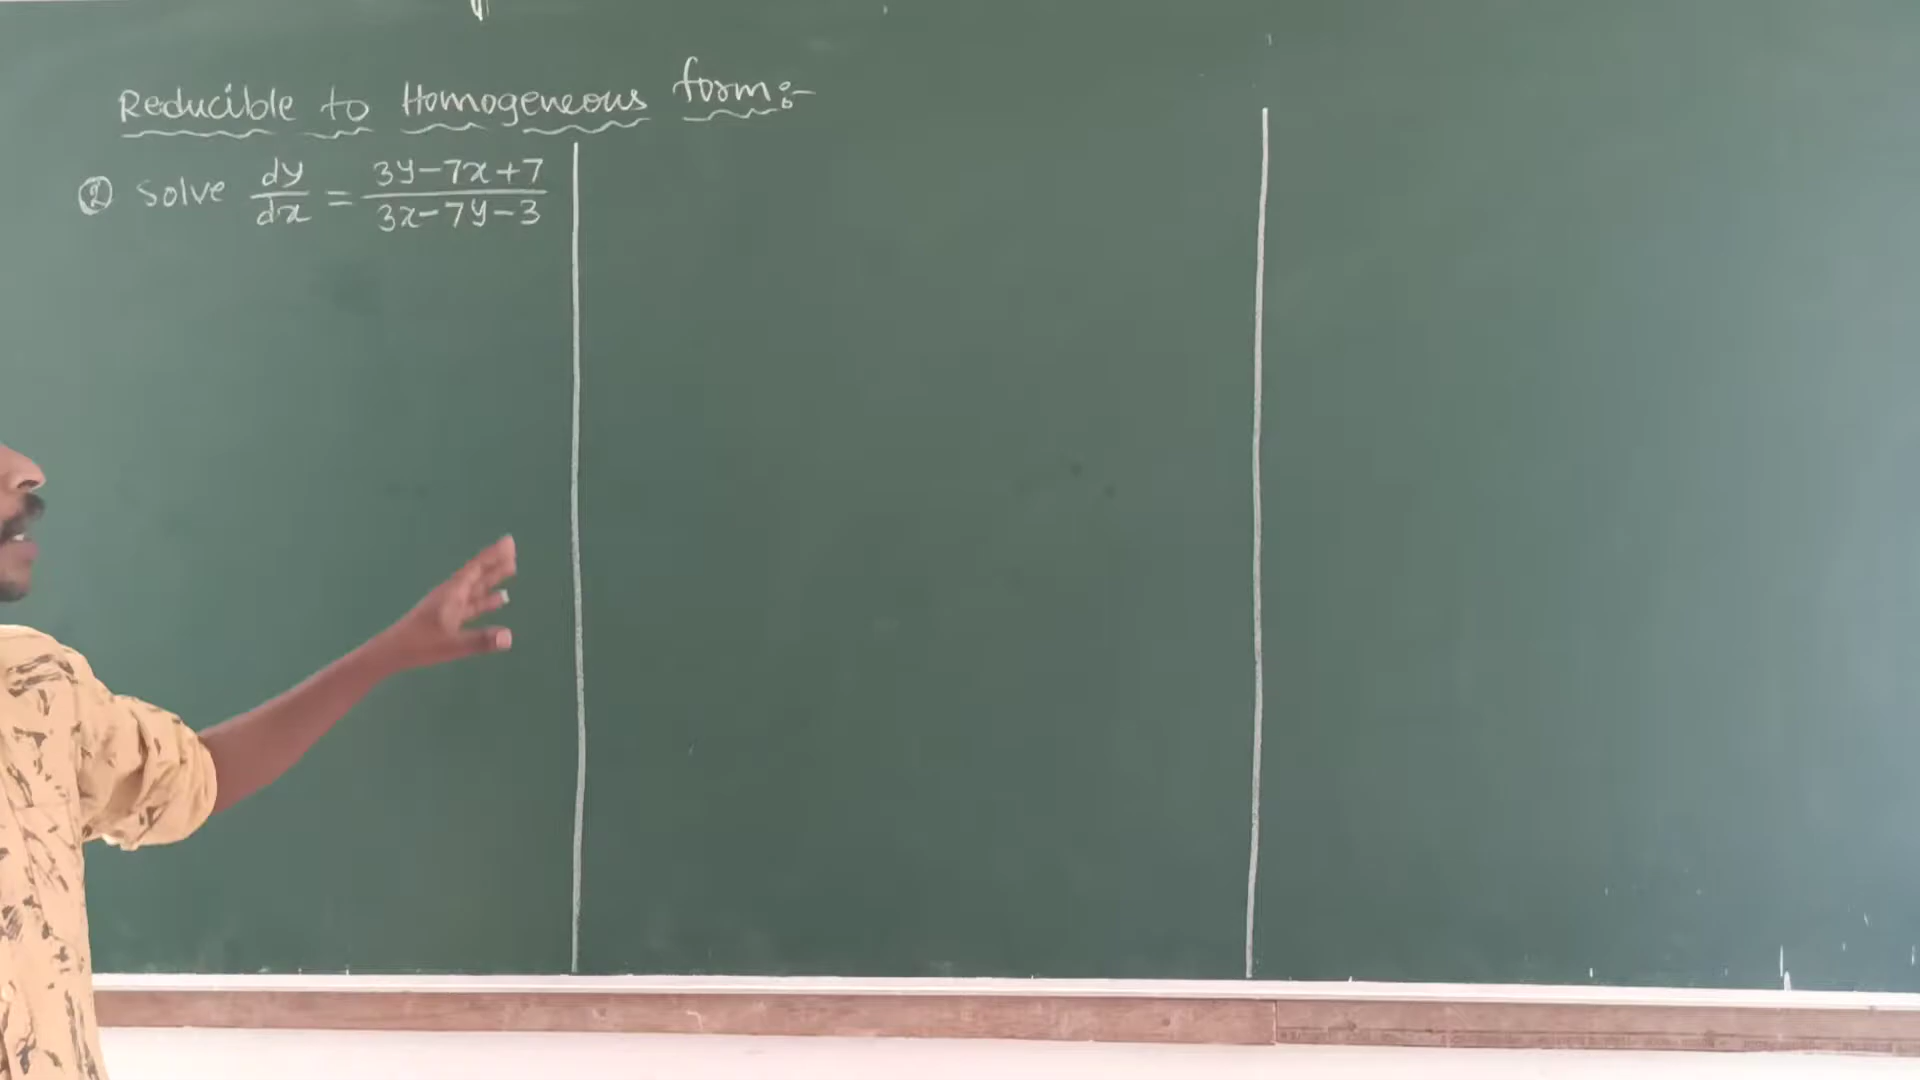 Reducible to Homogeneous form:-
② Solve dy/dx = 3y-7x+7/3x-7y-3